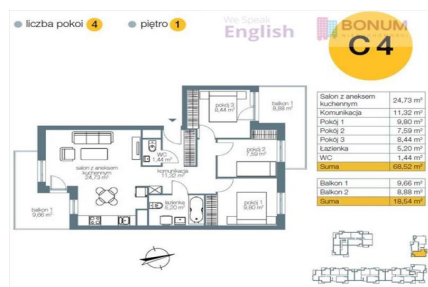 liczba pokoi 4
piętro 1
We Speak
English
BONUM
C 4
Salon z aneksem
kuchennym 24,73 m²
Komunikacja 11,32 m²
Pokój 1 9,80 m²
Pokój 2 7,59 m²
Pokój 3 8,44 m²
Łazienka 5,20 m²
WC 1,44 m²
Suma 68,52 m²
Balkon 1 9,66 m²
Balkon 2 8,88 m²
Suma 18,54 m²
pokój 3
8,44 m²
balkon 1
8,88 m²
WC
1,44 m²
pokój 2
7,59 m²
salon z aneksem
kuchennym
24,73 m²
komunikacja
11,32 m²
łazienka
5,20 m²
pokój 1
9,80 m²
balkon 1
9,66 m²